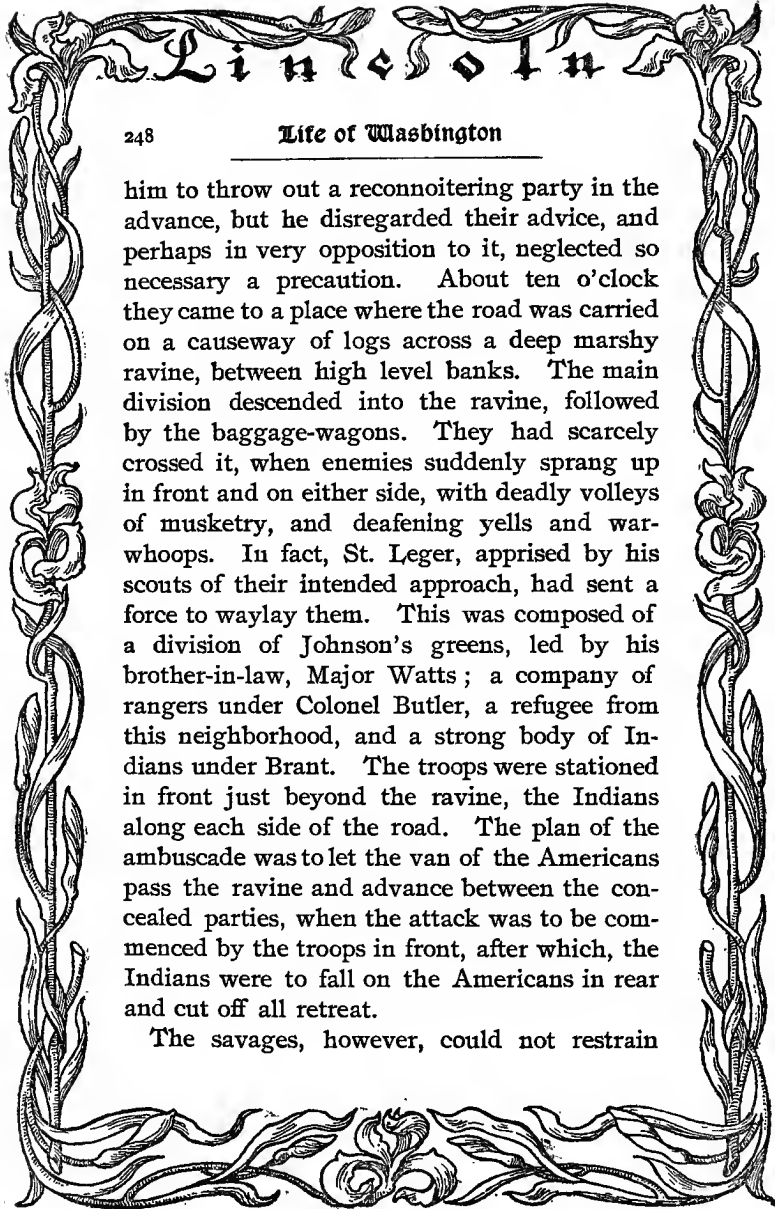 Lincoln
248 Life of Washington
him to throw out a reconnoitering party in the
advance, but he disregarded their advice, and
perhaps in very opposition to it, neglected so
necessary a precaution. About ten o'clock
they came to a place where the road was carried
on a causeway of logs across a deep marshy
ravine, between high level banks. The main
division descended into the ravine, followed
by the baggage-wagons. They had scarcely
crossed it, when enemies suddenly sprang up
in front and on either side, with deadly volleys
of musketry, and deafening yells and war-
whoops. In fact, St. Leger, apprised by his
scouts of their intended approach, had sent a
force to waylay them. This was composed of
a division of Johnson's greens, led by his
brother-in-law, Major Watts ; a company of
rangers under Colonel Butler, a refugee from
this neighborhood, and a strong body of In-
dians under Brant. The troops were stationed
in front just beyond the ravine, the Indians
along each side of the road. The plan of the
ambuscade was to let the van of the Americans
pass the ravine and advance between the con-
cealed parties, when the attack was to be com-
menced by the troops in front, after which, the
Indians were to fall on the Americans in rear
and cut off all retreat.
The savages, however, could not restrain